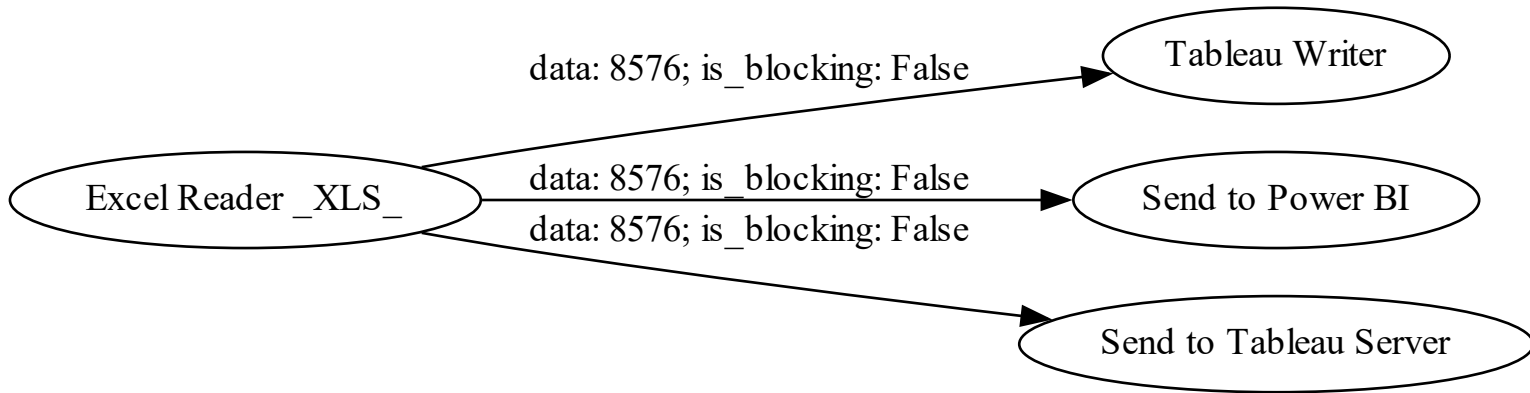 data: 8576; is_blocking: False
Tableau Writer
Excel Reader _XLS_
data: 8576; is_blocking: False
Send to Power BI
data: 8576; is_blocking: False
Send to Tableau Server